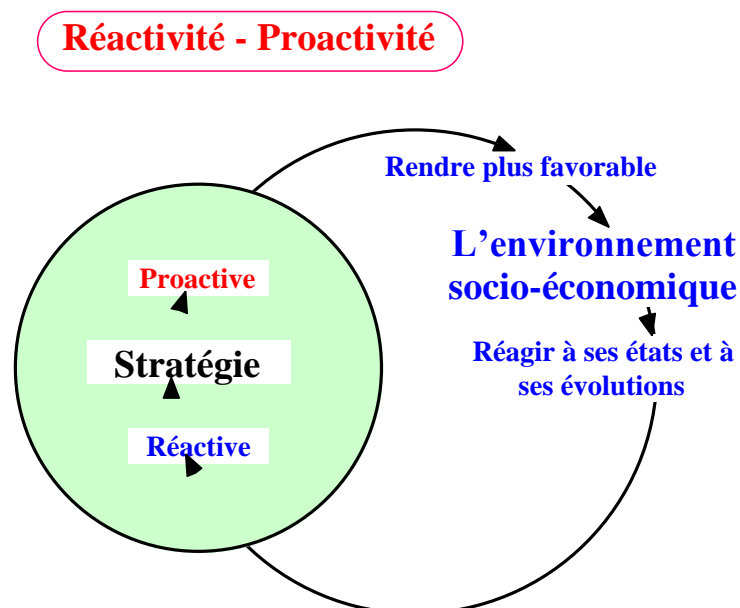 Réactivité - Proactivité
Rendre plus favorable
L’environnement
socio-économique
Proactive
Stratégie
Réagir à ses états et à
ses évolutions
Réactive